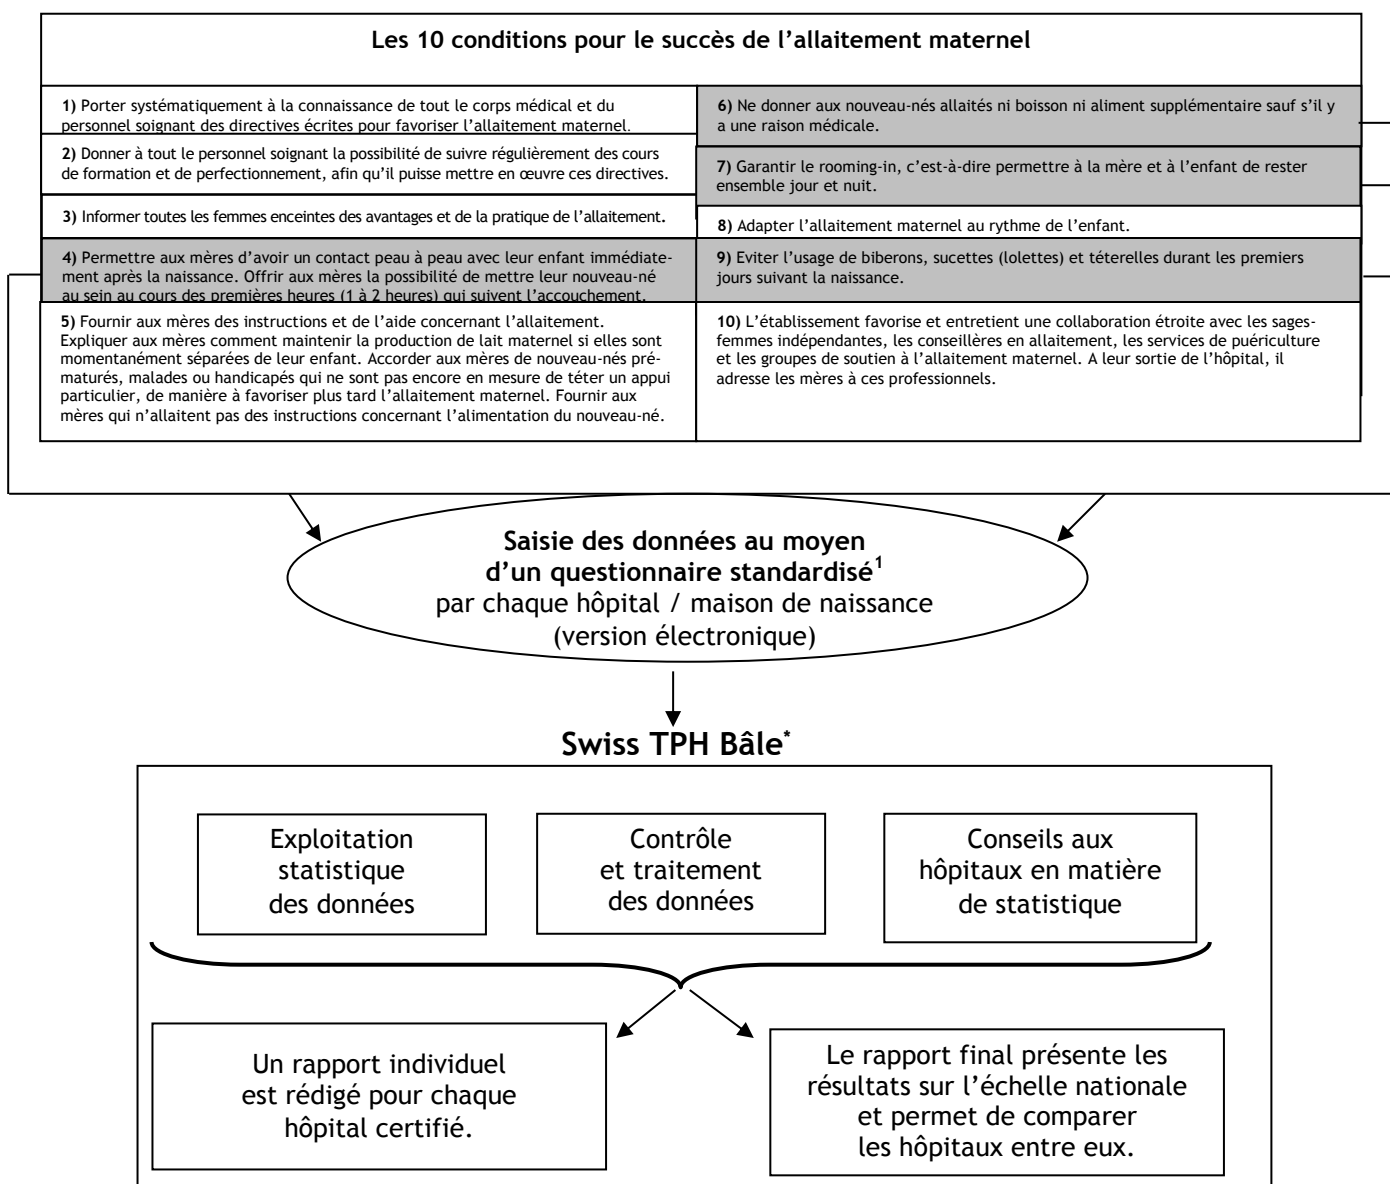 Les 10 conditions pour le succès de l’allaitement maternel
1) Porter systématiquement à la connaissance de tout le corps médical et du
personnel soignant des directives écrites pour favoriser l’allaitement maternel.
2) Donner à tout le personnel soignant la possibilité de suivre régulièrement des cours
de formation et de perfectionnement, afin qu’il puisse mettre en œuvre ces directives.
3) Informer toutes les femmes enceintes des avantages et de la pratique de l’allaitement.
4) Permettre aux mères d’avoir un contact peau à peau avec leur enfant immédiate-
ment après la naissance. Offrir aux mères la possibilité de mettre leur nouveau-né
au sein au cours des premières heures (1 à 2 heures) qui suivent l’accouchement.
5) Fournir aux mères des instructions et de l’aide concernant l’allaitement.
Expliquer aux mères comment maintenir la production de lait maternel si elles sont
momentanément séparées de leur enfant. Accorder aux mères de nouveau-nés pré-
maturés, malades ou handicapés qui ne sont pas encore en mesure de téter un appui
particulier, de manière à favoriser plus tard l’allaitement maternel. Fournir aux
mères qui n’allaitent pas des instructions concernant l’alimentation du nouveau-né.
6) Ne donner aux nouveau-nés allaités ni boisson ni aliment supplémentaire sauf s’il y
a une raison médicale.
7) Garantir le rooming-in, c’est-à-dire permettre à la mère et à l’enfant de rester
ensemble jour et nuit.
8) Adapter l’allaitement maternel au rythme de l’enfant.
9) Eviter l’usage de biberons, sucettes (lolettes) et téterelles durant les premiers
jours suivant la naissance.
10) L’établissement favorise et entretient une collaboration étroite avec les sages-
femmes indépendantes, les conseillères en allaitement, les services de puériculture
et les groupes de soutien à l’allaitement maternel. A leur sortie de l’hôpital, il
adresse les mères à ces professionnels.
Saisie des données au moyen
d’un questionnaire standardisé¹
par chaque hôpital / maison de naissance
(version électronique)
Swiss TPH Bâle*
Exploitation
statistique
des données
Contrôle
et traitement
des données
Conseils aux
hôpitaux en matière
de statistique
Un rapport individuel
est rédigé pour chaque
hôpital certifié.
Le rapport final présente les
résultats sur l’échelle nationale
et permet de comparer
les hôpitaux entre eux.